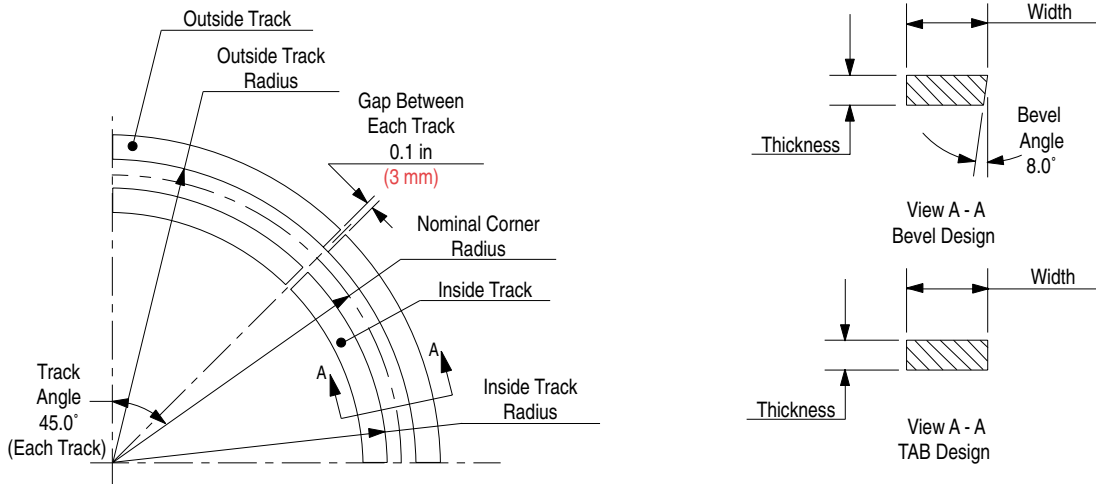 Outside Track
Outside Track
Radius
Gap Between
Each Track
0.1 in
(3 mm)
Nominal Corner
Radius
Inside Track
A
A
Track
Angle
45.0°
(Each Track)
Inside Track
Radius
Width
Thickness
Bevel
Angle
8.0°
View A - A
Bevel Design
Width
Thickness
View A - A
TAB Design